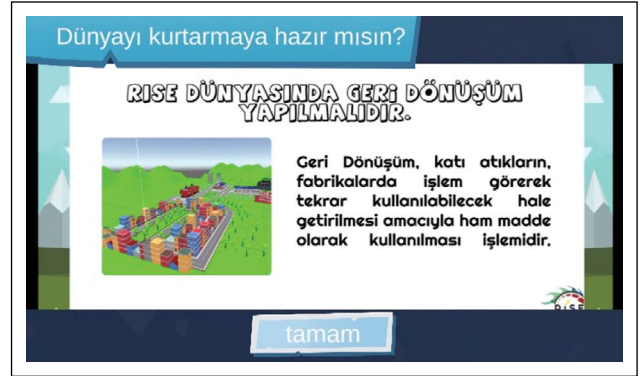 Dünyayı kurtarmaya hazır mısın?
RISE DÜNYASINDA GERİ DÖNÜŞÜM
YAPILMALIDIR.
Geri Dönüşüm, katı atıkların,
fabrikalarda işlem görerek
tekrar kullanılabilecek hale
getirilmesi amacıyla ham madde
olarak kullanılması işlemidir.
RISE
tamam